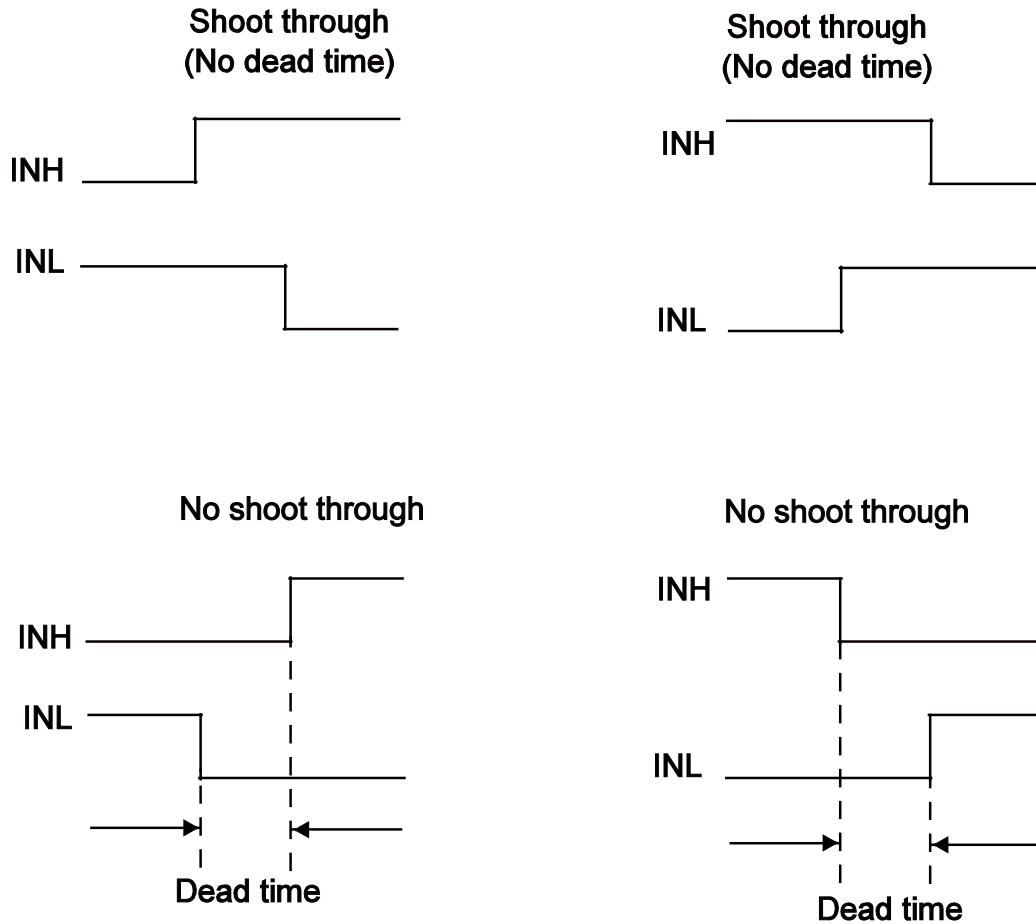 Shoot through
(No dead time)
INH
INL
Shoot through
(No dead time)
INH
INL
No shoot through
INH
INL
Dead time
No shoot through
INH
INL
Dead time